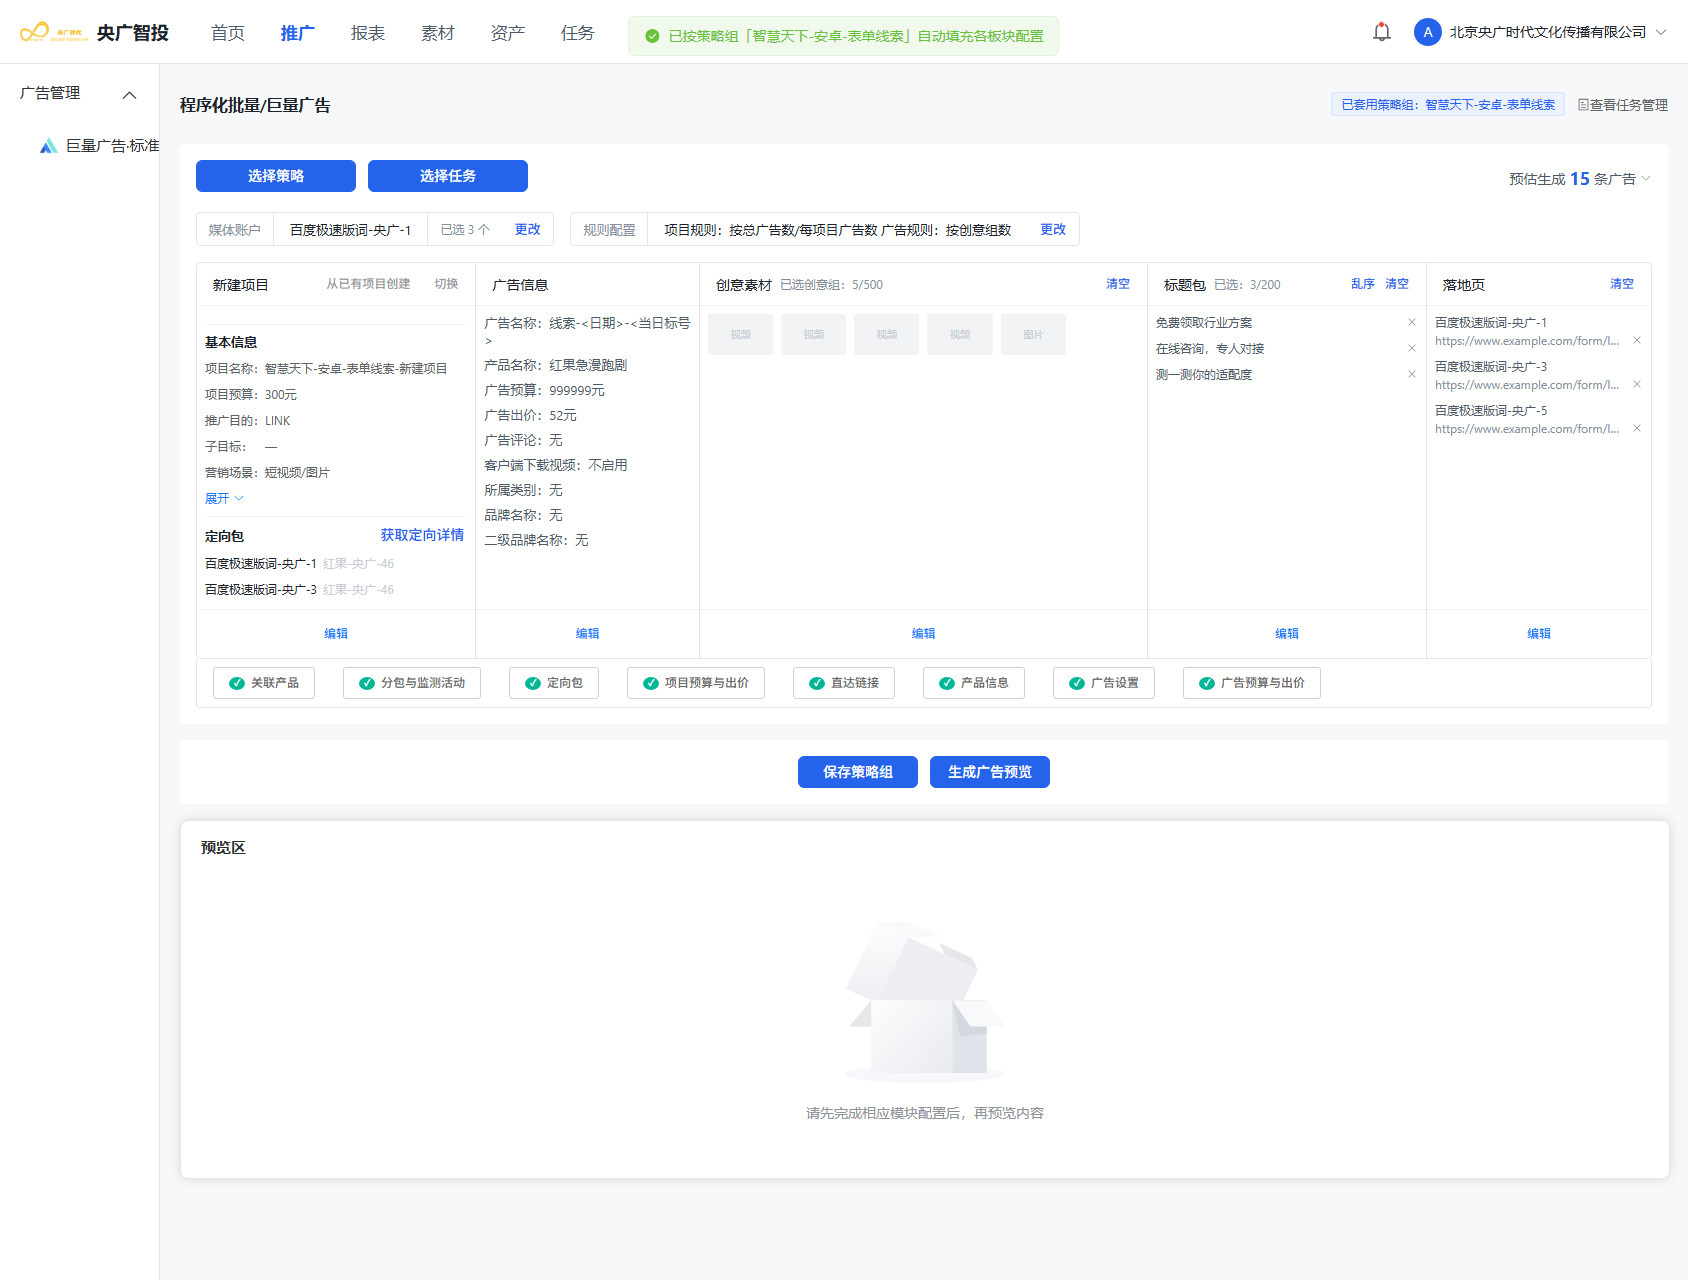 央广时代
央广智投
首页
推广
报表
素材
资产
任务
已按策略组「智慧天下-安卓-表单线索」自动填充各板块配置
A
北京央广时代文化传播有限公司
广告管理
巨量广告·标准
程序化批量/巨量广告
已套用策略组：智慧天下-安卓-表单线索
查看任务管理
选择策略
选择任务
预估生成 15 条广告
媒体账户
百度极速版词-央广-1
已选 3 个
更改
规则配置
项目规则：按总广告数/每项目广告数 广告规则：按创意组数
更改
新建项目
从已有项目创建
切换
基本信息
项目名称：智慧天下-安卓-表单线索-新建项目
项目预算：300元
推广目的：LINK
子目标：—
营销场景：短视频/图片
展开
定向包
获取定向详情
百度极速版词-央广-1 红果-央广-46
百度极速版词-央广-3 红果-央广-46
编辑
广告信息
广告名称：线索-<日期>-<当日标号
>
产品名称：红果急漫跑剧
广告预算：999999元
广告出价：52元
广告评论：无
客户端下载视频：不启用
所属类别：无
品牌名称：无
二级品牌名称：无
编辑
创意素材
已选创意组：5/500
清空
视频
视频
视频
视频
图片
编辑
标题包
已选：3/200
乱序
清空
免费领取行业方案
在线咨询，专人对接
测一测你的适配度
编辑
落地页
清空
百度极速版词-央广-1
https://www.example.com/form/l...
百度极速版词-央广-3
https://www.example.com/form/l...
百度极速版词-央广-5
https://www.example.com/form/l...
编辑
关联产品
分包与监测活动
定向包
项目预算与出价
直达链接
产品信息
广告设置
广告预算与出价
保存策略组
生成广告预览
预览区
请先完成相应模块配置后，再预览内容